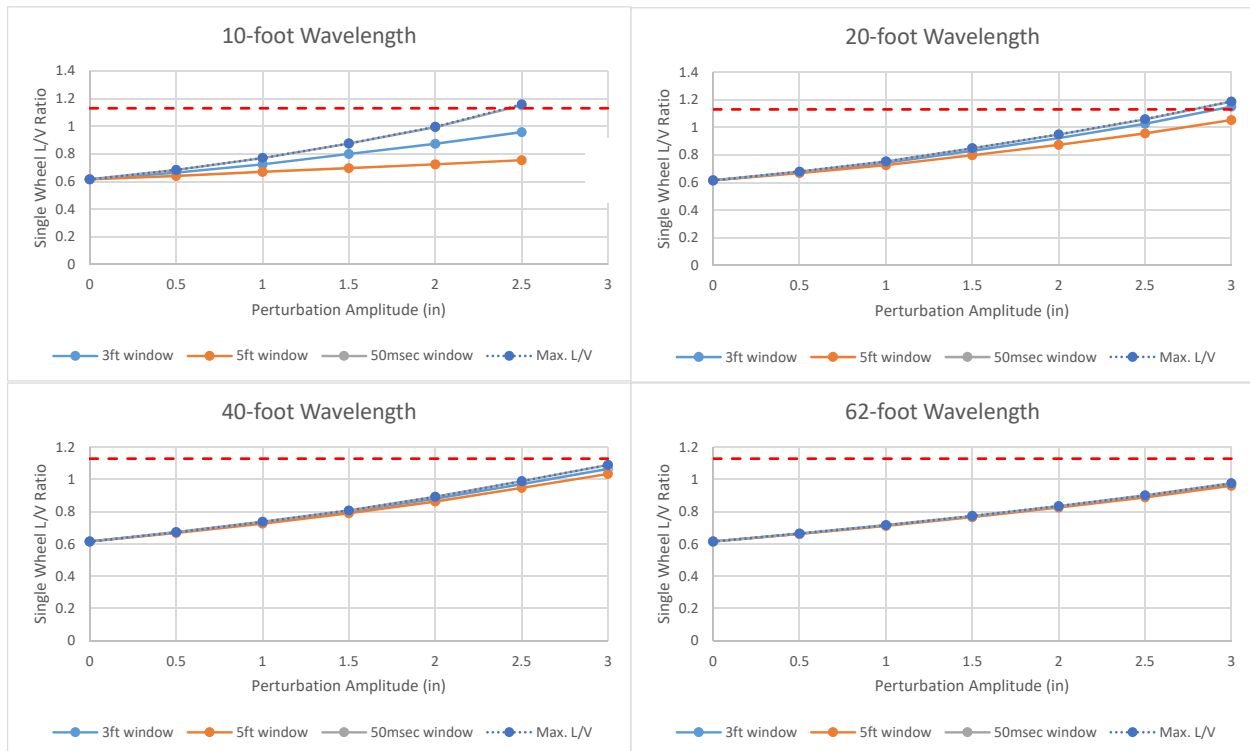 10-foot Wavelength
Single Wheel L/V Ratio
1.4
1.2
1
0.8
0.6
0.4
0.2
0
0 0.5 1 1.5 2 2.5 3
Perturbation Amplitude (in)
3ft window 5ft window 50msec window Max. L/V
20-foot Wavelength
Single Wheel L/V Ratio
1.4
1.2
1
0.8
0.6
0.4
0.2
0
0 0.5 1 1.5 2 2.5 3
Perturbation Amplitude (in)
3ft window 5ft window 50msec window Max. L/V
40-foot Wavelength
Single Wheel L/V Ratio
1.2
1
0.8
0.6
0.4
0.2
0
0 0.5 1 1.5 2 2.5 3
Perturbation Amplitude (in)
3ft window 5ft window 50msec window Max. L/V
62-foot Wavelength
Single Wheel L/V Ratio
1.2
1
0.8
0.6
0.4
0.2
0
0 0.5 1 1.5 2 2.5 3
Perturbation Amplitude (in)
3ft window 5ft window 50msec window Max. L/V